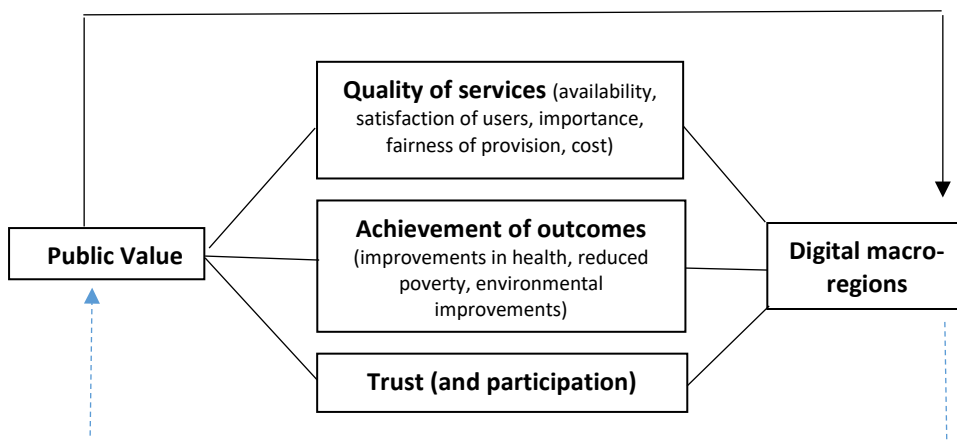 Quality of services (availability,
satisfaction of users, importance,
fairness of provision, cost)
Public Value
Achievement of outcomes
(improvements in health, reduced
poverty, environmental
improvements)
Digital macro-
regions
Trust (and participation)